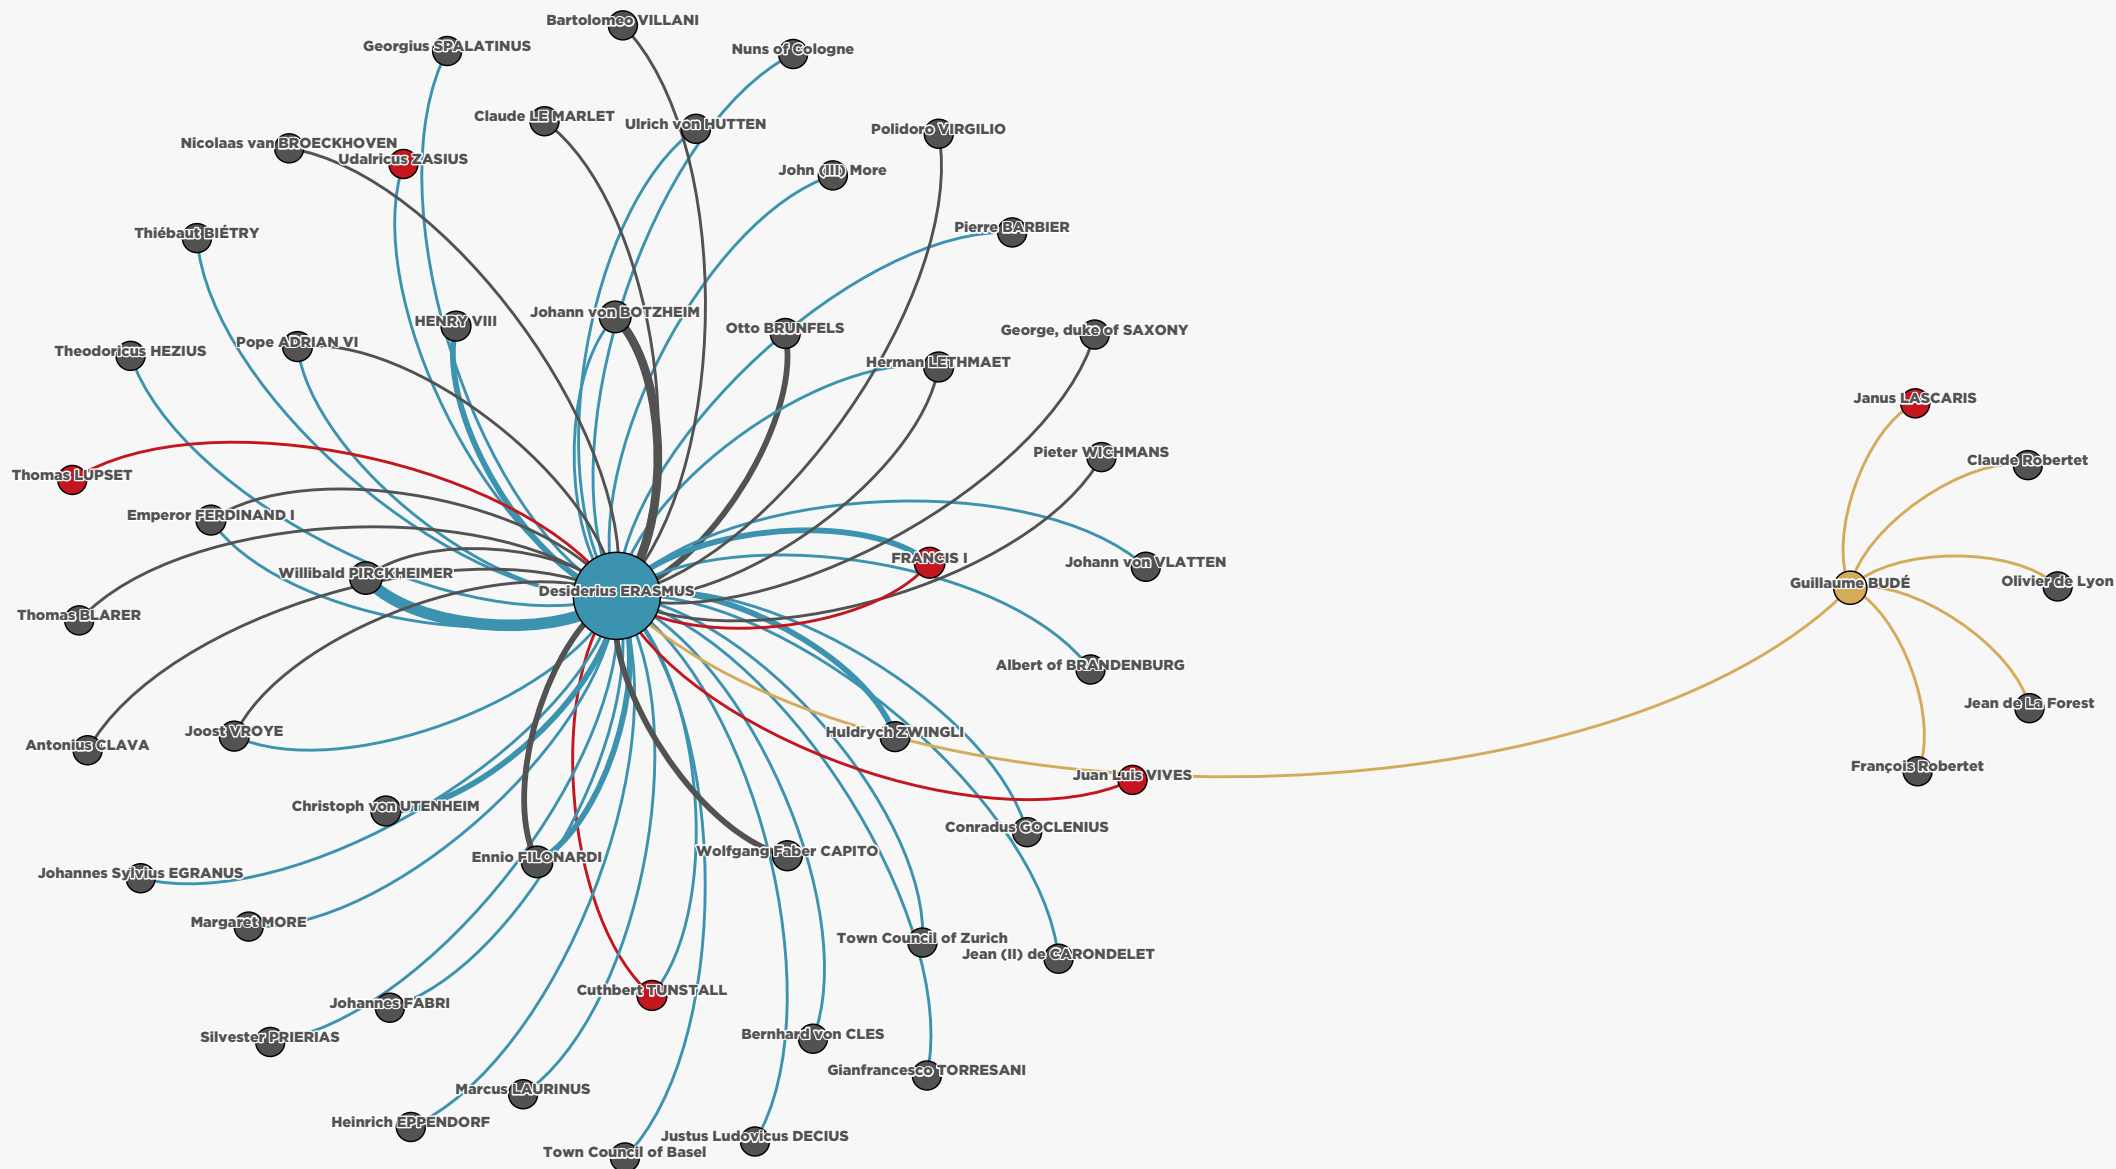 Bartolomeo VILLANI
Georgius SPALATINUS
Nuns of Cologne
Claude LE MARLET
Ulrich von HUTTEN
Polidoro VIRGILIO
Nicolaas van BROECKHOVEN
Udalricus ZASIUS
John (III) More
Pierre BARBIER
Thiébaut BIÉTRY
Johann von BOTZHEIM
HENRY VIII
Otto BRUNFELS
George, duke of SAXONY
Pope ADRIAN VI
Theodoricus HEZIUS
Herman LETHMAET
Janus LASCARIS
Pieter WICHMANS
Claude Robertet
Thomas LUPSET
Emperor FERDINAND I
FRANCIS I
Johann von VLATTEN
Willibald PIRCKHEIMER
Olivier de Lyon
Guillaume BUDÉ
Desiderius ERASMUS
Thomas BLARER
Albert of BRANDENBURG
Jean de La Forest
Joost VROYE
Huldrych ZWINGLI
Antonius CLAVA
François Robertet
Juan Luis VIVES
Christoph von UTENHEIM
Conradus GOCLENIUS
Wolfgang Faber CAPITO
Ennio FILONARDI
Johannes Sylvius EGRANUS
Margaret MORE
Town Council of Zurich
Jean (II) de CARONDELET
Cuthbert TUNSTALL
Johannes FABRI
Bernhard von CLES
Silvester PRIERIAS
Gianfrancesco TORRESANI
Marcus LAURINUS
Heinrich EPPENDORF
Justus Ludovicus DECIUS
Town Council of Basel